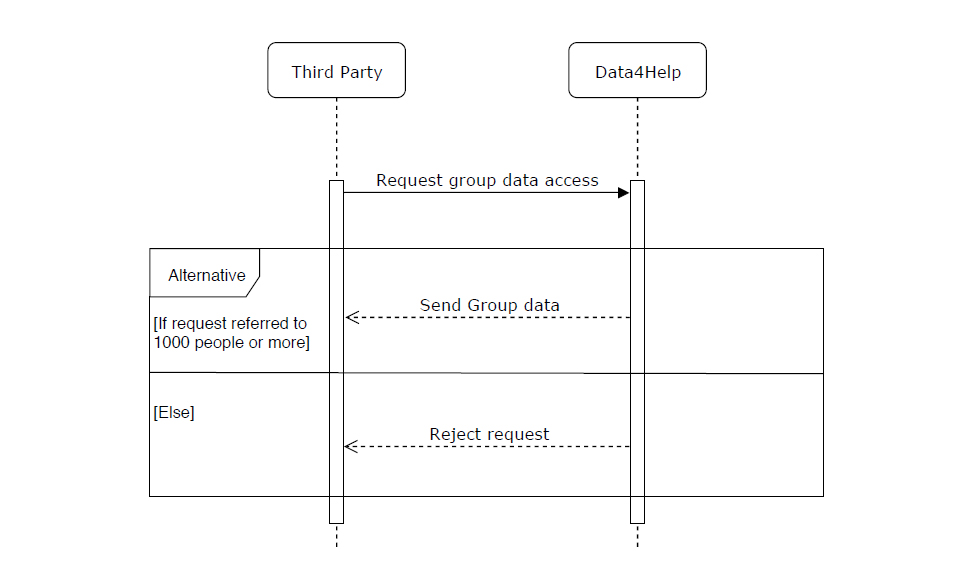 Third Party
Data4Help
Request group data access
Alternative
Send Group data
[If request referred to
1000 people or more]
[Else]
Reject request